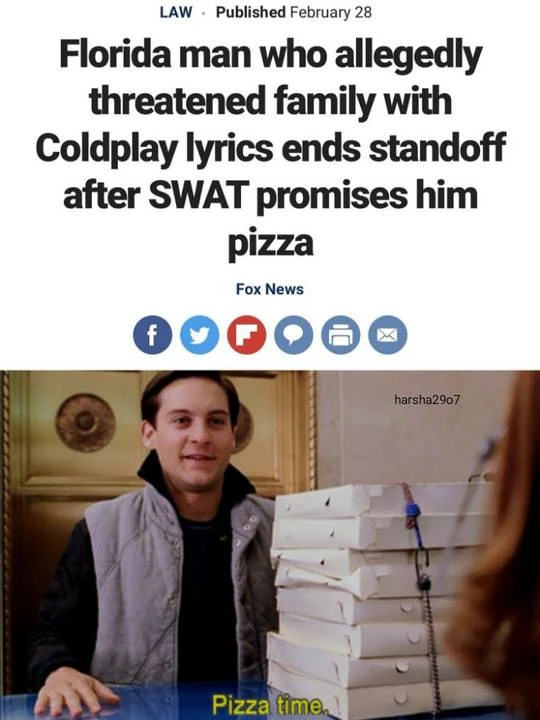 LAW · Published February 28
Florida man who allegedly
threatened family with
Coldplay lyrics ends standoff
after SWAT promises him
pizza
Fox News
harsha29o7
Pizza time.